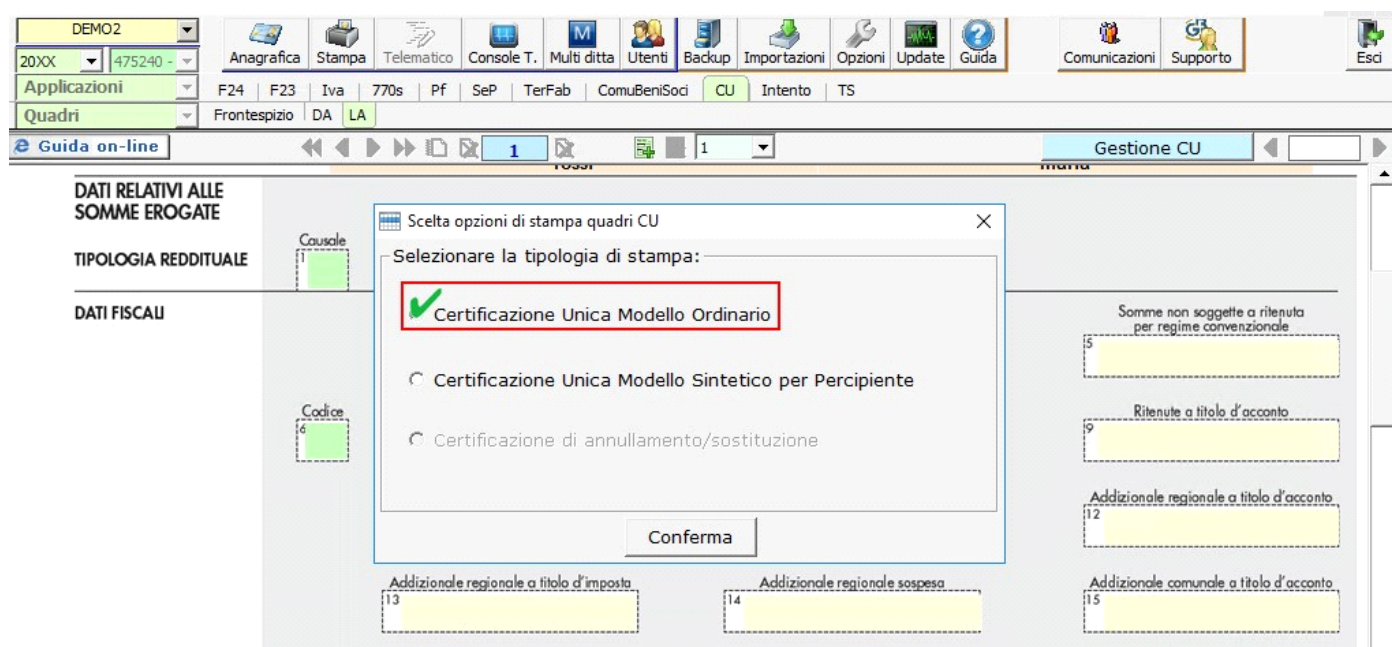 DEMO2
20XX 475240 -
Anagrafica Stampa Telematico Console T. Multi ditta Utenti Backup Importazioni Opzioni Update Guida Comunicazioni Supporto Esci
Applicazioni F24 F23 Iva 770s Pf SeP TerFab ComuBeniSoci CU Intento TS
Quadri Frontespizio DA LA
Guida on-line 1 1 Gestione CU
rossi maria
DATI RELATIVI ALLE
SOMME EROGATE
TIPOLOGIA REDDITUALE
Causale
1
DATI FISCALI
Scelta opzioni di stampa quadri CU
Selezionare la tipologia di stampa:
Certificazione Unica Modello Ordinario
Certificazione Unica Modello Sintetico per Percipiente
Certificazione di annullamento/sostituzione
Conferma
Somme non soggette a ritenuta
per regime convenzionale
5
Codice
6
Ritenute a titolo d'acconto
9
Addizionale regionale a titolo d'acconto
12
Addizionale regionale a titolo d'imposta
13
Addizionale regionale sospesa
14
Addizionale comunale a titolo d'acconto
15